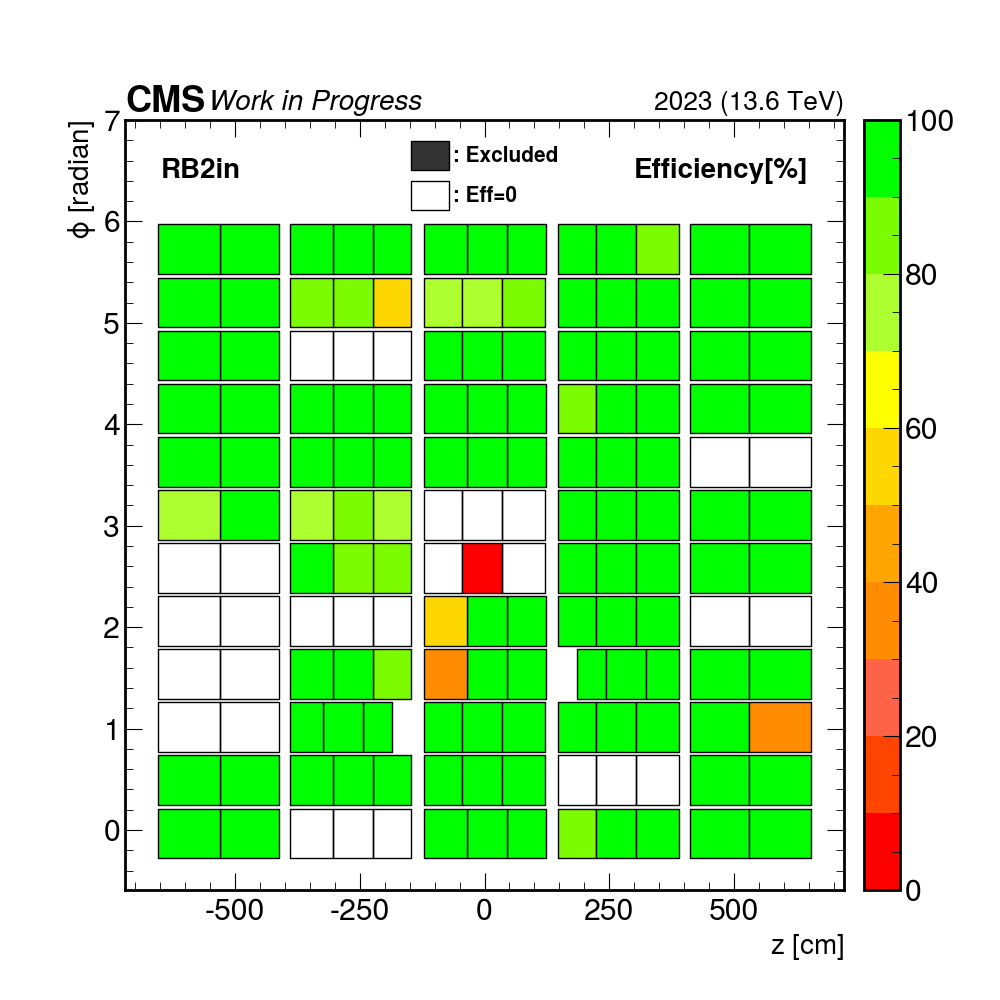 CMS Work in Progress 2023 (13.6 TeV)
RB2in
: Excluded
: Eff=0
Efficiency[%]
ϕ [radian]
7
6
5
4
3
2
1
0
-500 -250 0 250 500
z [cm]
100
80
60
40
20
0